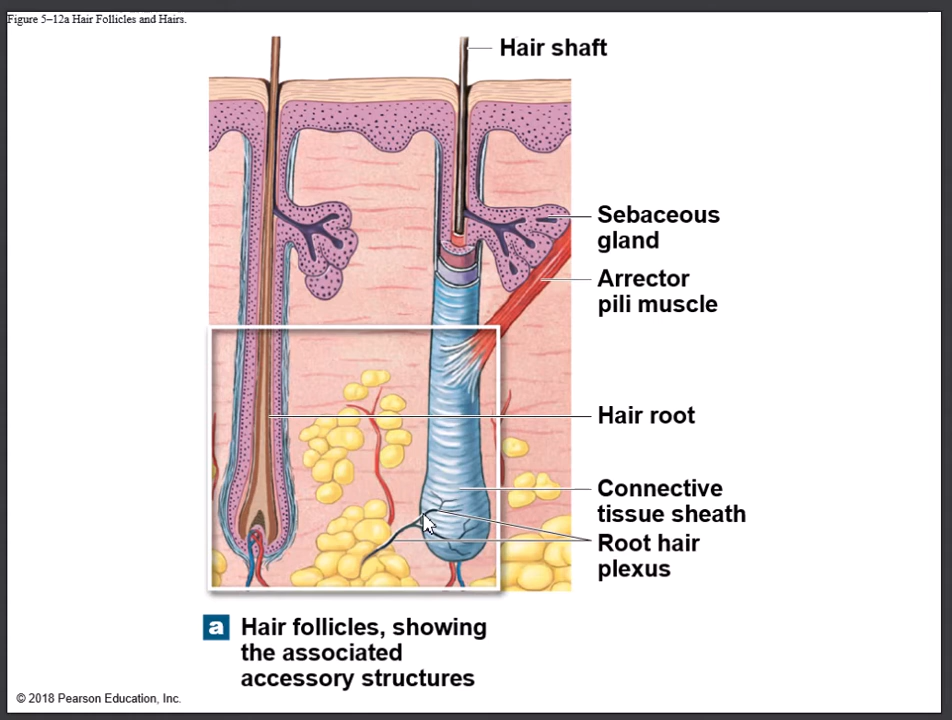 Figure 5–12a Hair Follicles and Hairs.
Hair shaft
Sebaceous
gland
Arrector
pili muscle
Hair root
Connective
tissue sheath
Root hair
plexus
a Hair follicles, showing
the associated
accessory structures
© 2018 Pearson Education, Inc.